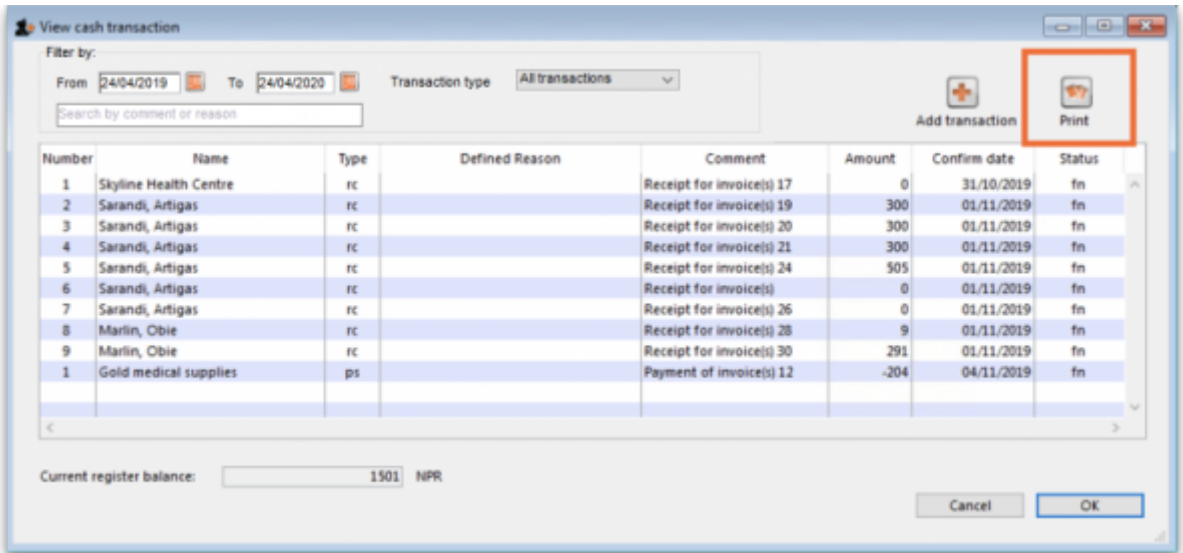 View cash transaction
Filter by:
From 24/04/2019 To 24/04/2020 Transaction type All transactions
Search by comment or reason
Add transaction Print
Number Name Type Defined Reason Comment Amount Confirm date Status
1 Skyline Health Centre rc Receipt for invoice(s) 17 0 31/10/2019 fn
2 Sarandi, Artigas rc Receipt for invoice(s) 19 300 01/11/2019 fn
3 Sarandi, Artigas rc Receipt for invoice(s) 20 300 01/11/2019 fn
4 Sarandi, Artigas rc Receipt for invoice(s) 21 300 01/11/2019 fn
5 Sarandi, Artigas rc Receipt for invoice(s) 24 505 01/11/2019 fn
6 Sarandi, Artigas rc Receipt for invoice(s) 0 01/11/2019 fn
7 Sarandi, Artigas rc Receipt for invoice(s) 26 0 01/11/2019 fn
8 Marlin, Obie rc Receipt for invoice(s) 28 9 01/11/2019 fn
9 Marlin, Obie rc Receipt for invoice(s) 30 291 01/11/2019 fn
1 Gold medical supplies ps Payment of invoice(s) 12 -204 04/11/2019 fn
Current register balance: 1501 NPR
Cancel OK